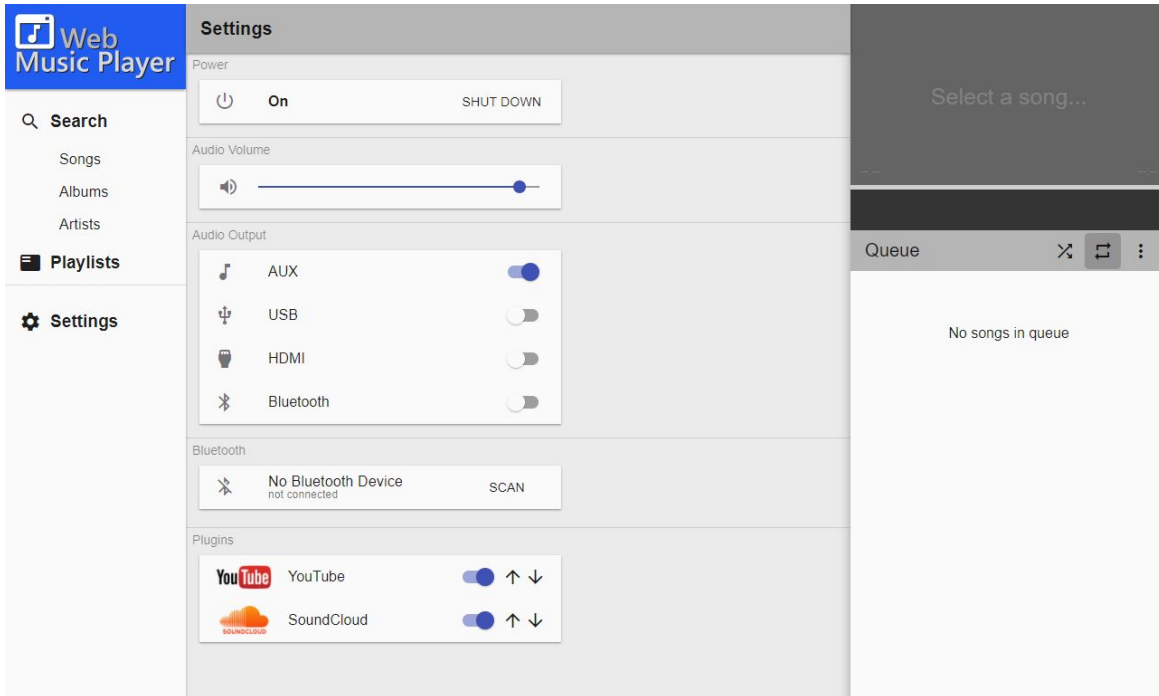 Web
Music Player
Search
Songs
Albums
Artists
Playlists
Settings
Settings
Power
On SHUT DOWN
Audio Volume
Audio Output
AUX
USB
HDMI
Bluetooth
Bluetooth
No Bluetooth Device
not connected
SCAN
Plugins
YouTube YouTube
SOUNDCLOUD SoundCloud
Select a song...
--:-- --:--
Queue
No songs in queue